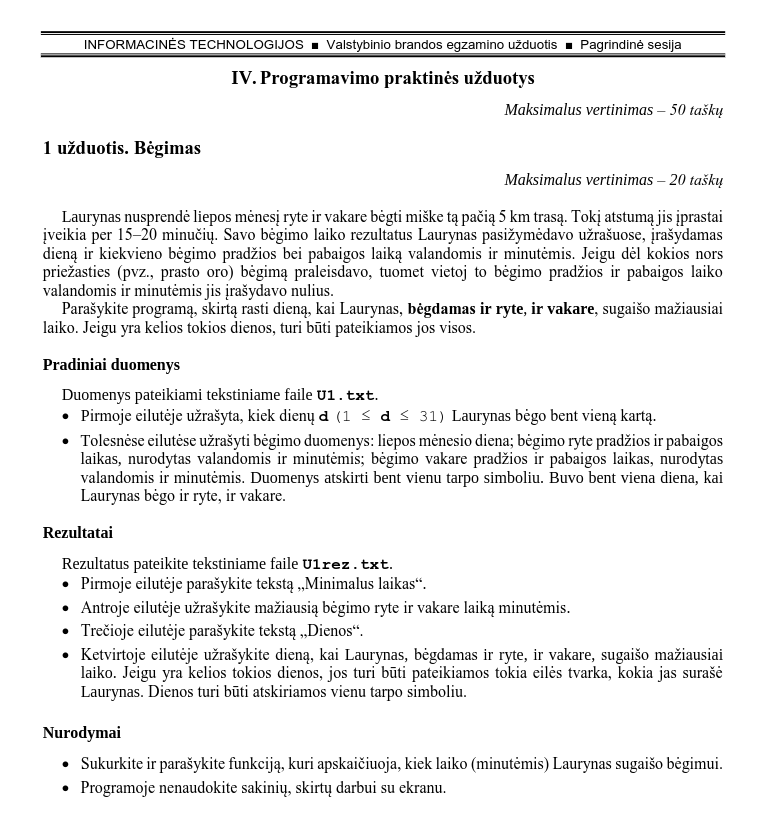 INFORMACINĖS TECHNOLOGIJOS ■ Valstybinio brandos egzamino užduotis ■ Pagrindinė sesija
IV. Programavimo praktinės užduotys
Maksimalus vertinimas – 50 taškų
1 užduotis. Bėgimas
Maksimalus vertinimas – 20 taškų
Laurynas nusprendė liepos mėnesį ryte ir vakare bėgti miške tą pačią 5 km trasą. Tokį atstumą jis įprastai
įveikia per 15–20 minučių. Savo bėgimo laiko rezultatus Laurynas pasižymėdavo užrašuose, įrašydamas
dieną ir kiekvieno bėgimo pradžios bei pabaigos laiką valandomis ir minutėmis. Jeigu dėl kokios nors
priežasties (pvz., prasto oro) bėgimą praleisdavo, tuomet vietoj to bėgimo pradžios ir pabaigos laiko
valandomis ir minutėmis jis įrašydavo nulius.
Parašykite programą, skirtą rasti dieną, kai Laurynas, bėgdamas ir ryte, ir vakare, sugaišo mažiausiai
laiko. Jeigu yra kelios tokios dienos, turi būti pateikiamos jos visos.
Pradiniai duomenys
Duomenys pateikiami tekstiniame faile U1.txt.
• Pirmoje eilutėje užrašyta, kiek dienų d (1 ≤ d ≤ 31) Laurynas bėgo bent vieną kartą.
• Tolesnėse eilutėse užrašyti bėgimo duomenys: liepos mėnesio diena; bėgimo ryte pradžios ir pabaigos
laikas, nurodytas valandomis ir minutėmis; bėgimo vakare pradžios ir pabaigos laikas, nurodytas
valandomis ir minutėmis. Duomenys atskirti bent vienu tarpo simboliu. Buvo bent viena diena, kai
Laurynas bėgo ir ryte, ir vakare.
Rezultatai
Rezultatus pateikite tekstiniame faile U1rez.txt.
• Pirmoje eilutėje parašykite tekstą „Minimalus laikas“.
• Antroje eilutėje užrašykite mažiausią bėgimo ryte ir vakare laiką minutėmis.
• Trečioje eilutėje parašykite tekstą „Dienos“.
• Ketvirtoje eilutėje užrašykite dieną, kai Laurynas, bėgdamas ir ryte, ir vakare, sugaišo mažiausiai
laiko. Jeigu yra kelios tokios dienos, jos turi būti pateikiamos tokia eilės tvarka, kokia jas surašė
Laurynas. Dienos turi būti atskiriamos vienu tarpo simboliu.
Nurodymai
• Sukurkite ir parašykite funkciją, kuri apskaičiuoja, kiek laiko (minutėmis) Laurynas sugaišo bėgimui.
• Programoje nenaudokite sakinių, skirtų darbui su ekranu.